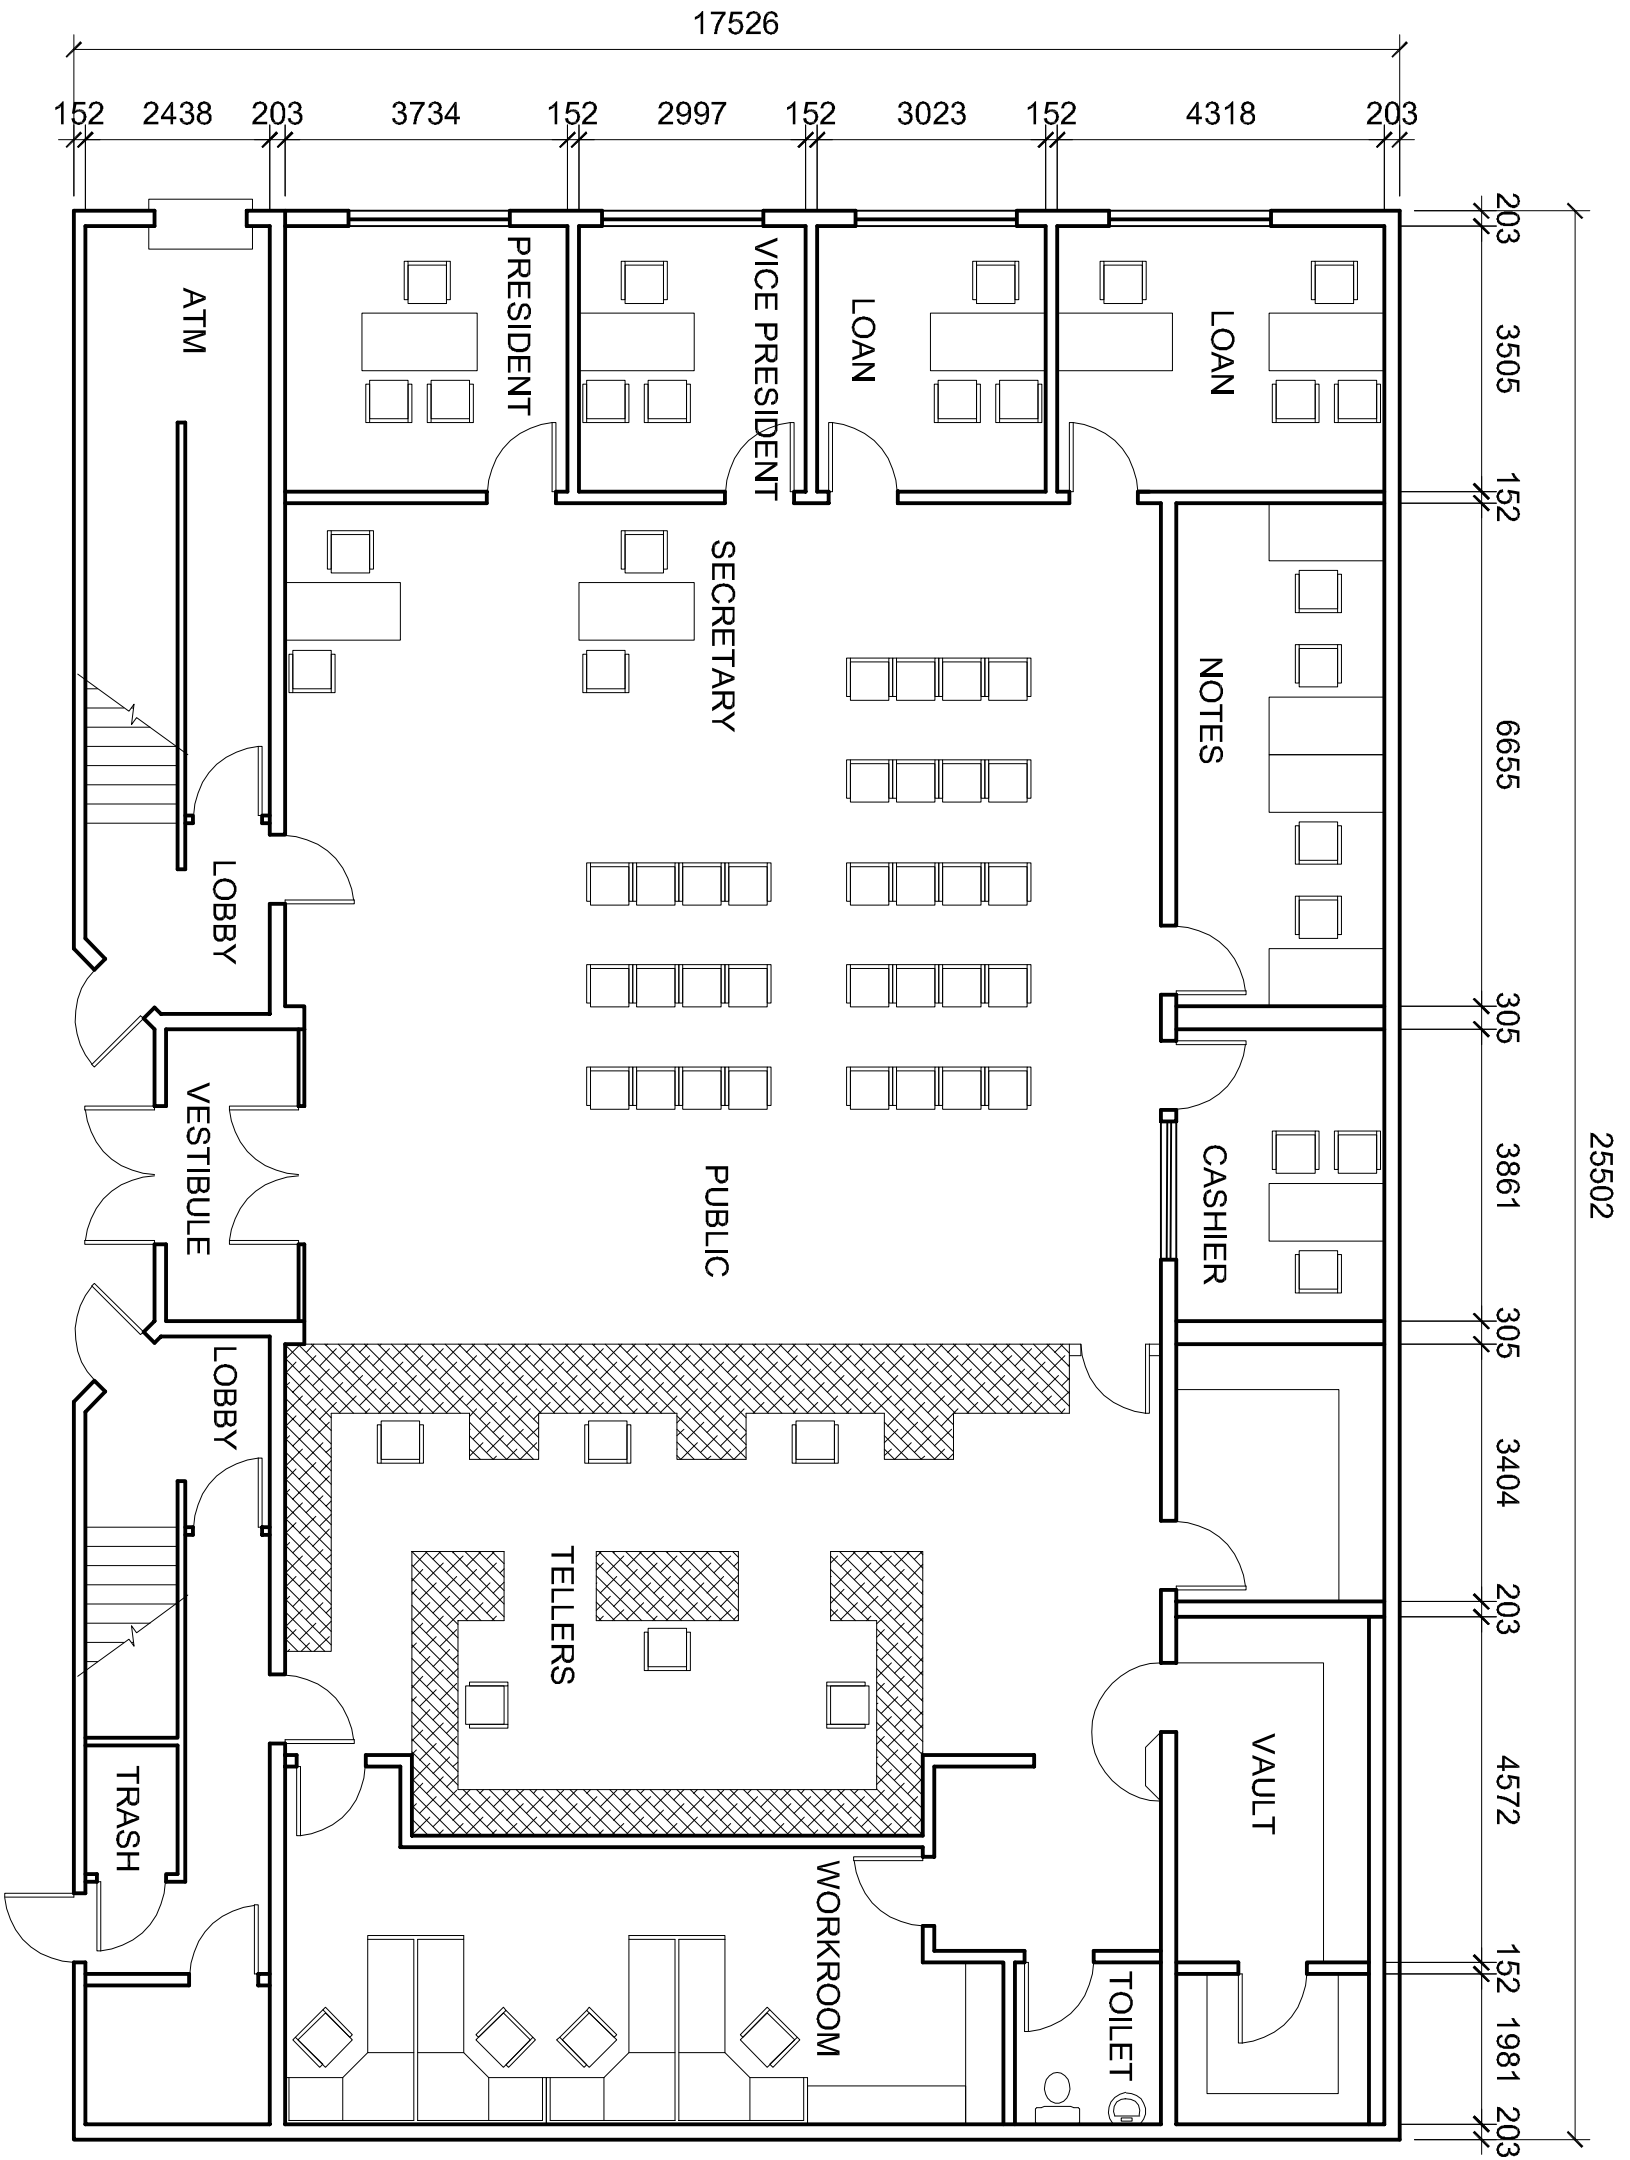 17526
152 2438 203 3734 152 2997 152 3023 152 4318 203
203
3505
152
6655
305
3861
305
3404
203
4572
152
1981
203
25502
ATM
PRESIDENT
VICE PRESIDENT
LOAN
LOAN
SECRETARY
NOTES
LOBBY
VESTIBULE
PUBLIC
CASHIER
LOBBY
TELLERS
VAULT
TRASH
WORKROOM
TOILET